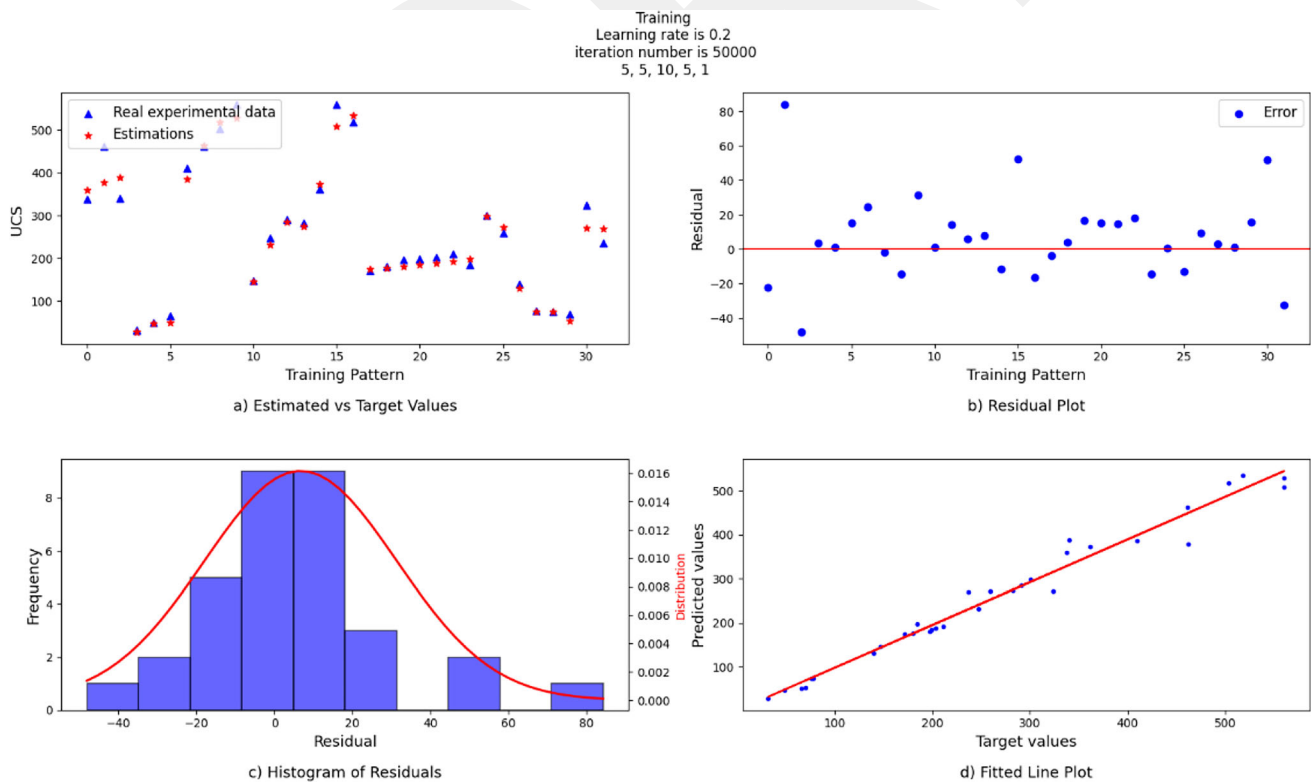 Training
Learning rate is 0.2
iteration number is 50000
5, 5, 10, 5, 1
Real experimental data
Estimations
UCS
500
400
300
200
100
0 5 10 15 20 25 30
Training Pattern
a) Estimated vs Target Values
Error
Residual
80
60
40
20
0
−20
−40
0 5 10 15 20 25 30
Training Pattern
b) Residual Plot
Frequency
8
6
4
2
0
−40 −20 0 20 40 60 80
Residual
0.016
0.014
0.012
0.010
0.008
0.006
0.004
0.002
0.000
Distribution
c) Histogram of Residuals
Predicted values
500
400
300
200
100
100 200 300 400 500
Target values
d) Fitted Line Plot